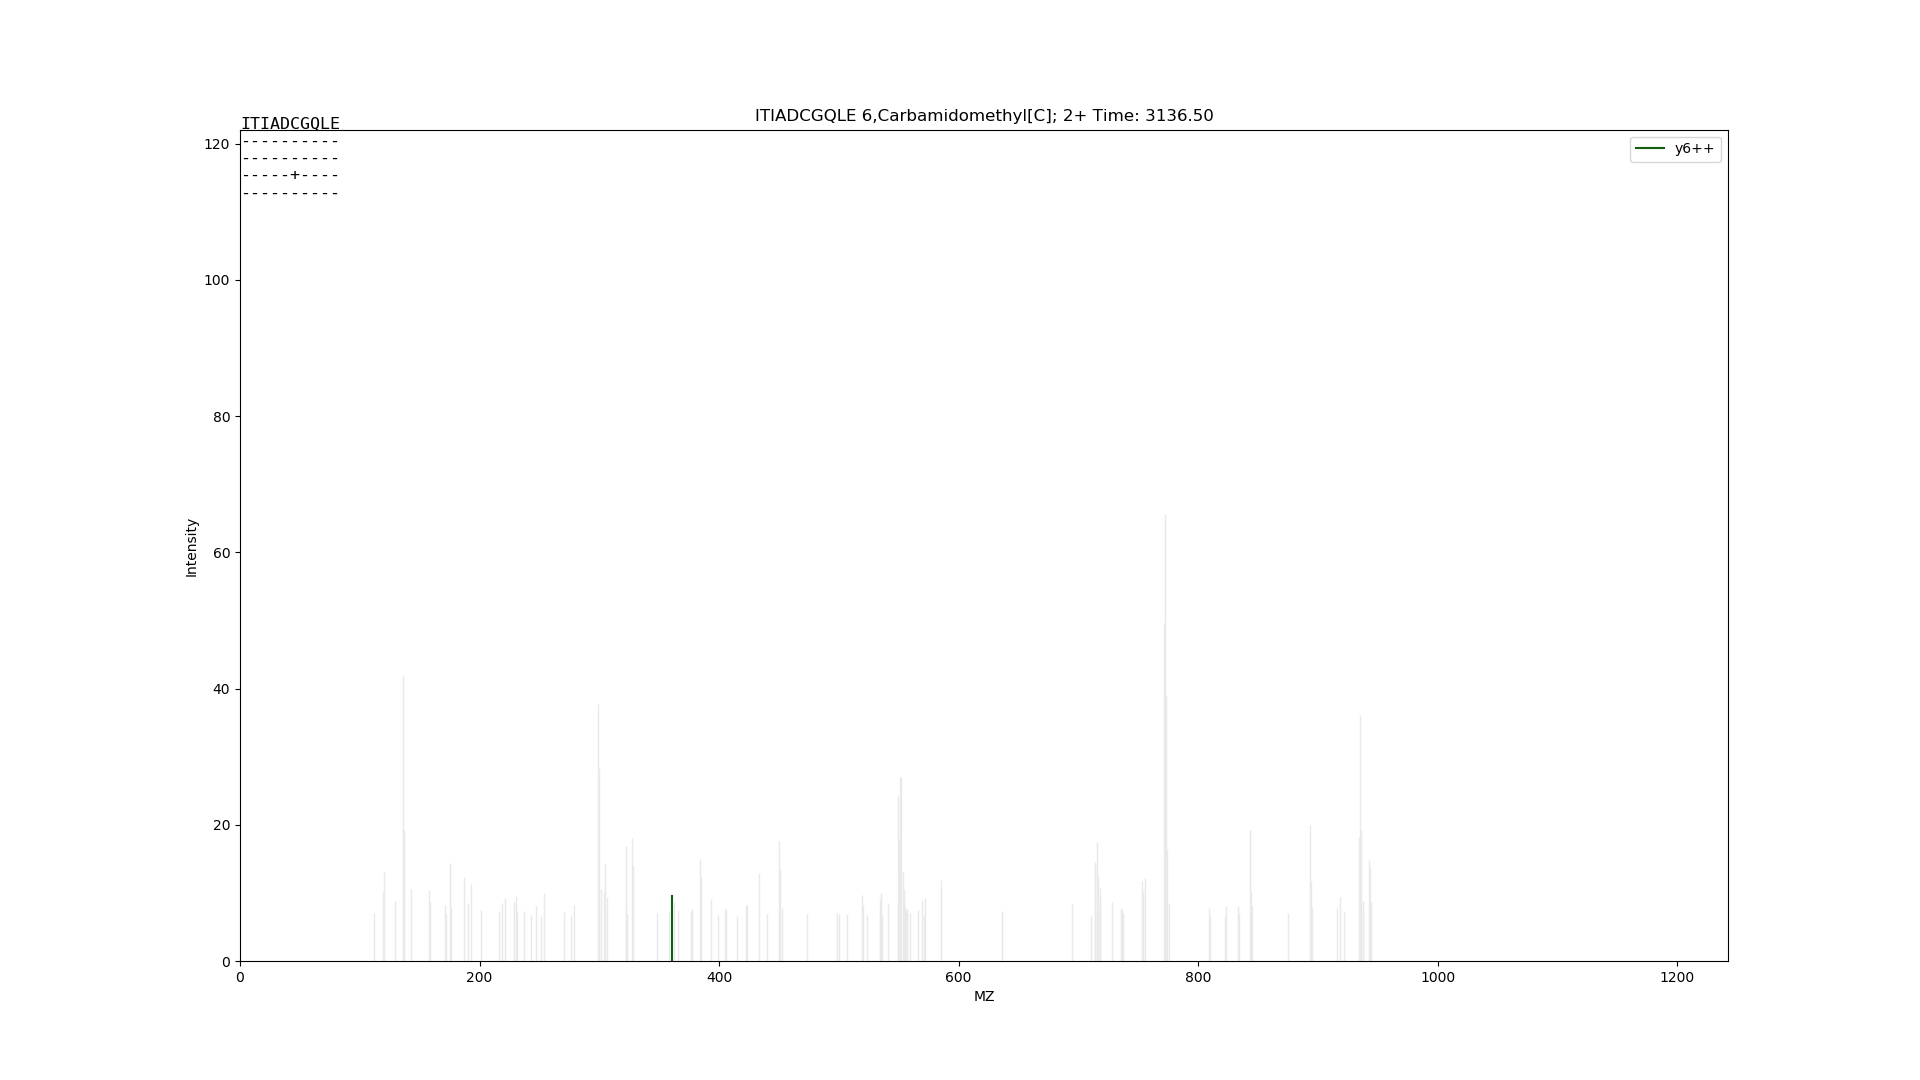 ITIADCGQLE 6,Carbamidomethyl[C]; 2+ Time: 3136.50
ITIADCGQLE
----------
----------
-----+----
----------
y6++
120
100
80
60
40
20
0
Intensity
0 200 400 600 800 1000 1200
MZ